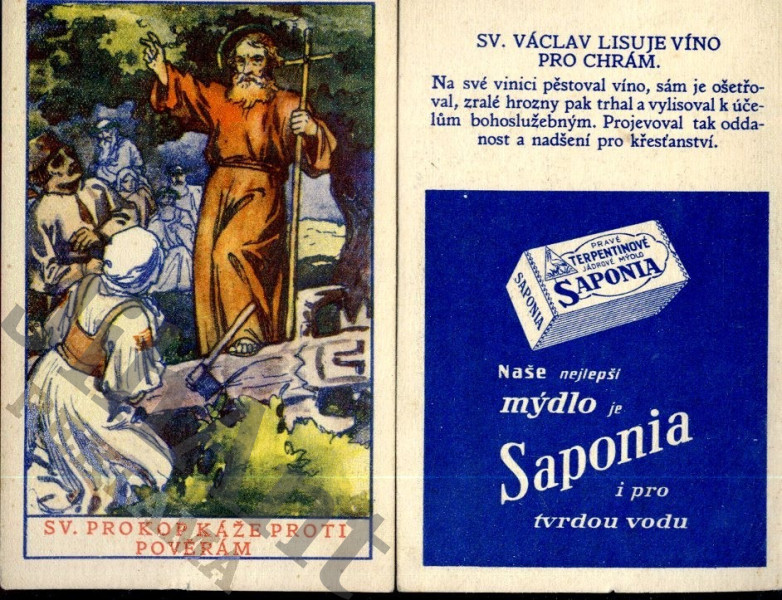 SV. PROKOP KÁŽE PROTI
POVĚRÁM
SV. VÁCLAV LISUJE VÍNO
PRO CHRÁM.
Na své vinici pěstoval víno, sám je ošetřo-
val, zralé hrozny pak trhal a vylisoval k úče-
lům bohoslužebným. Projevoval tak odda-
nost a nadšení pro křesťanství.
PRAVÉ
TERPENTINOVÉ
JÁDROVÉ MÝDLO
SAPONIA
SAPONIA
Naše nejlepší
mýdlo je
Saponia
i pro
tvrdou vodu